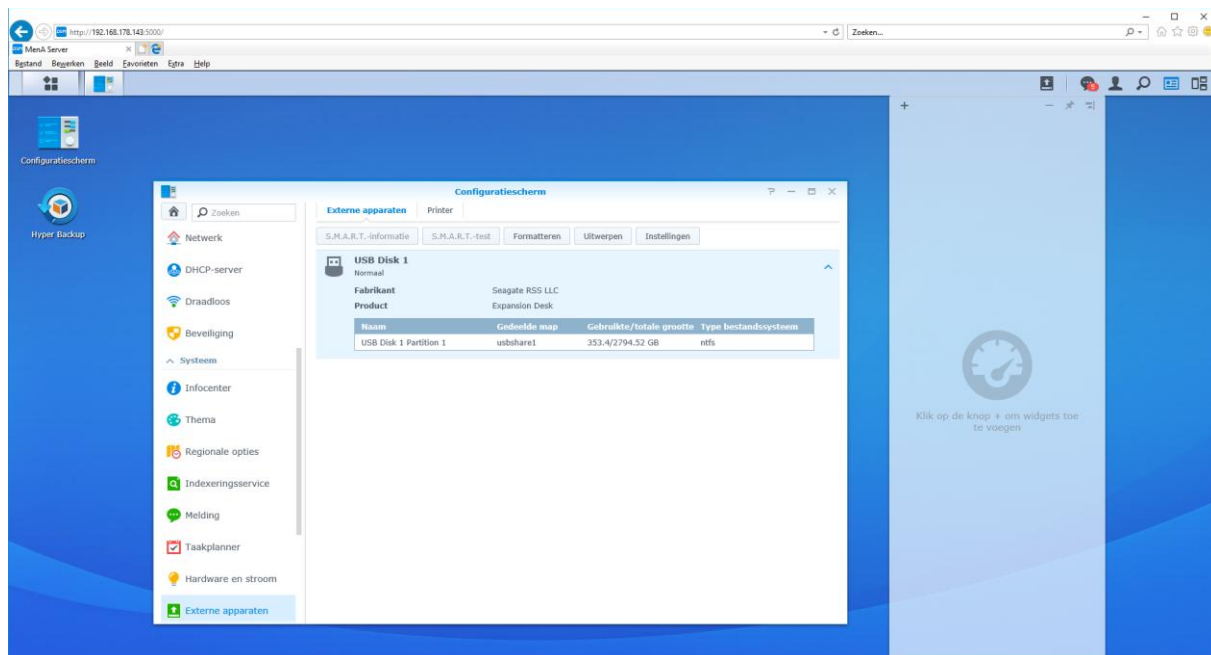 http://192.168.178.143:5000/
Zoeken...
MenA Server
Bestand Bewerken Beeld Favorieten Extra Help
Configuratiescherm
Hyper Backup
Configuratiescherm
Zoeken
Netwerk
DHCP-server
Draadloos
Beveiliging
Systeem
Infocenter
Thema
Regionale opties
Indexeringsservice
Melding
Taakplanner
Hardware en stroom
Externe apparaten
Externe apparaten Printer
S.M.A.R.T.-informatie S.M.A.R.T.-test Formatteren Uitwerpen Instellingen
USB Disk 1
Normaal
Fabrikant Seagate RSS LLC
Product Expansion Desk
Naam Gedeelde map Gebruikte/totale grootte Type bestandssysteem
USB Disk 1 Partition 1 usbshare1 353.4/2794.52 GB ntfs
Klik op de knop + om widgets toe
te voegen